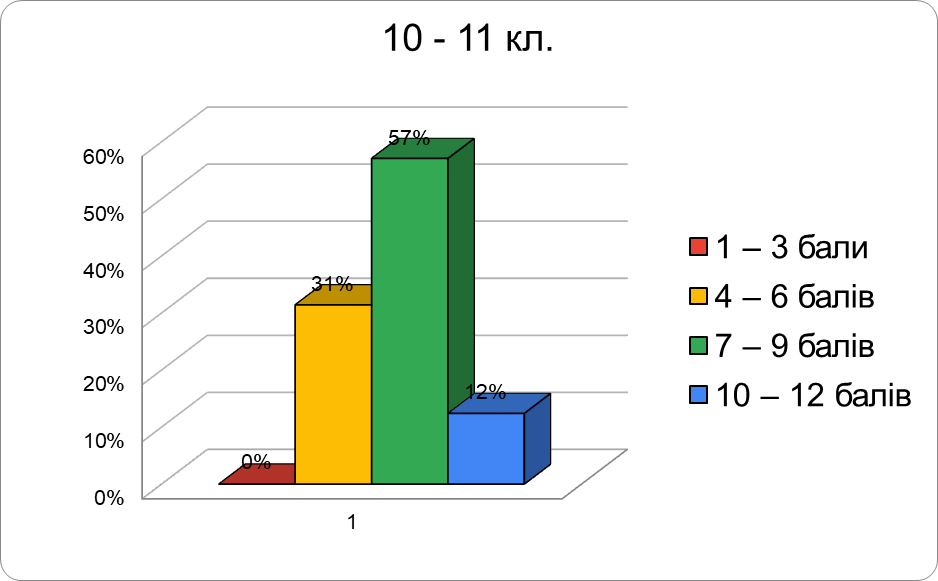 10 - 11 кл.
60%
50%
40%
30%
20%
10%
0%
0%
31%
57%
12%
1
1 – 3 бали
4 – 6 балів
7 – 9 балів
10 – 12 балів